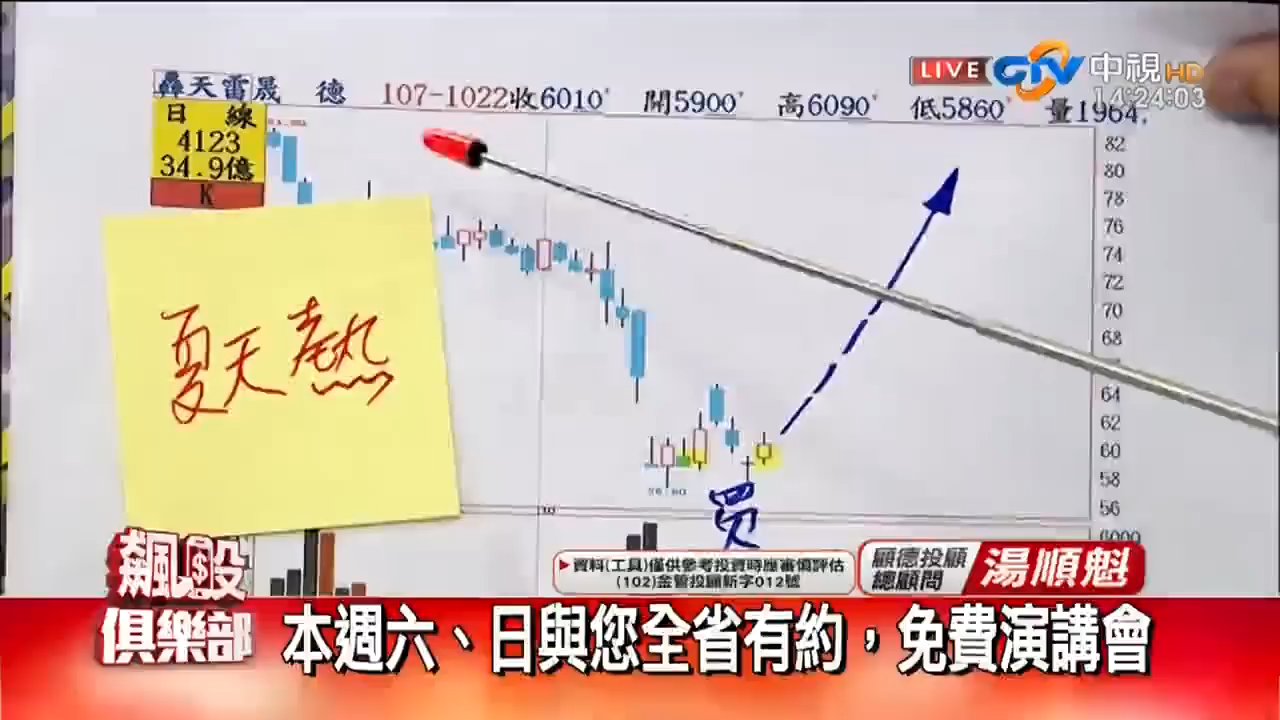 LIVE GTV 中視HD
14:24:03
轟天雷晟 德 107-1022收6010 開5900 高6090 低5860 量1964,
日 線
4123
34.9億
K
82
80
78
76
74
72
70
68
64
62
60
58
56
6000
夏天熱
買
飆股俱樂部
▶資料(工具)僅供參考投資時應審慎評估
(102)金管投顧新字012號
顧德投顧
總顧問
湯順魁
本週六、日與您全省有約，免費演講會